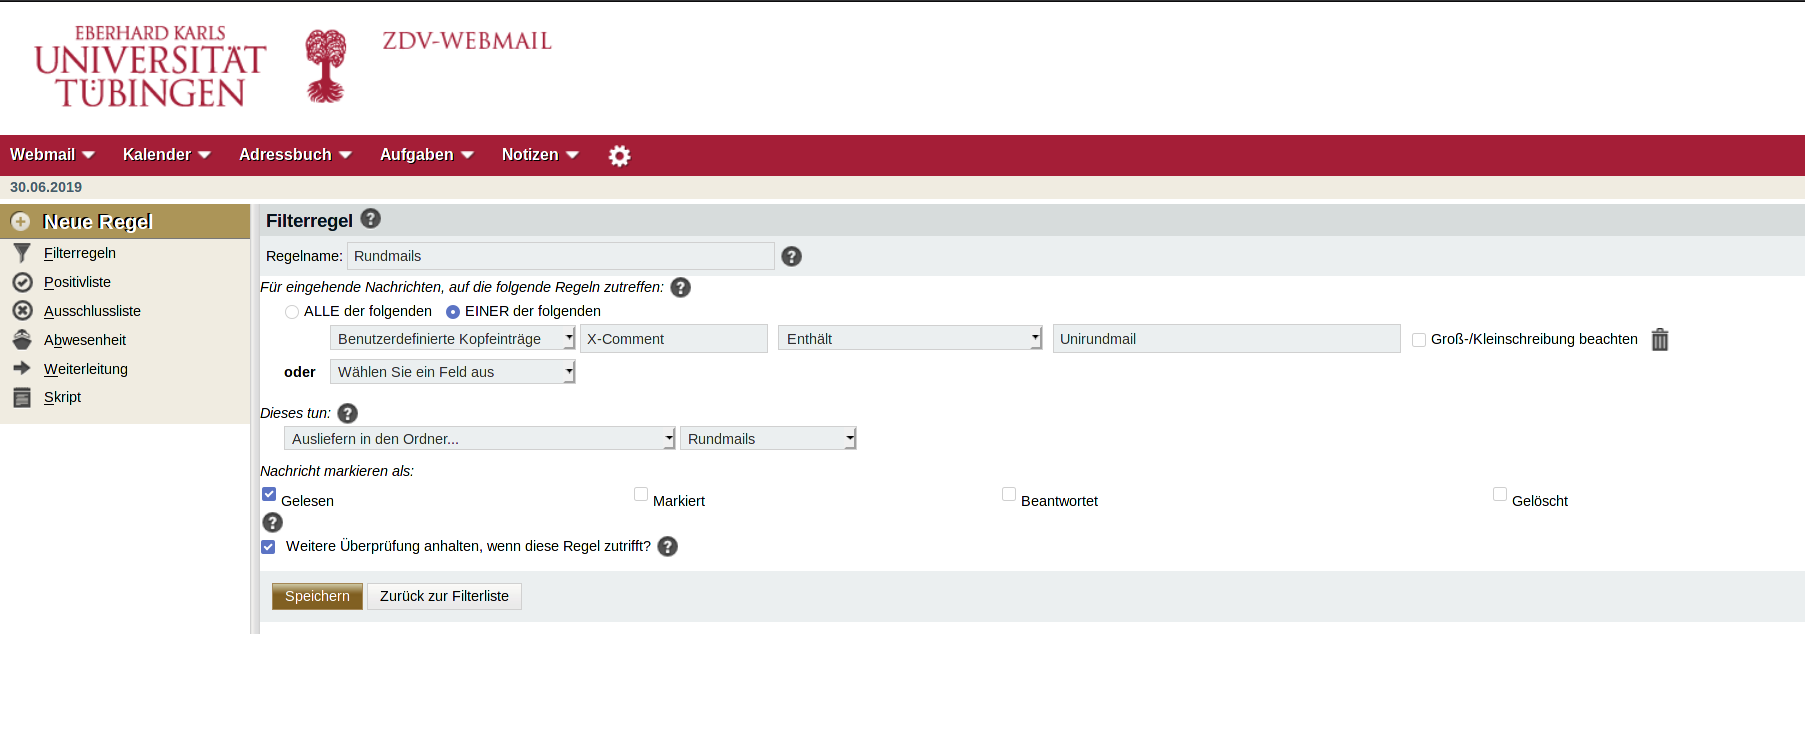 EBERHARD KARLS
UNIVERSITÄT
TÜBINGEN
ZDV-WEBMAIL
Webmail Kalender Adressbuch Aufgaben Notizen
30.06.2019
Neue Regel
Filterregeln
Positivliste
Ausschlussliste
Abwesenheit
Weiterleitung
Skript
Filterregel ?
Regelname: Rundmails ?
Für eingehende Nachrichten, auf die folgende Regeln zutreffen: ?
ALLE der folgenden EINER der folgenden
Benutzerdefinierte Kopfeinträge X-Comment Enthält Unirundmail Groß-/Kleinschreibung beachten
oder Wählen Sie ein Feld aus
Dieses tun: ?
Ausliefern in den Ordner... Rundmails
Nachricht markieren als:
Gelesen Markiert Beantwortet Gelöscht
?
Weitere Überprüfung anhalten, wenn diese Regel zutrifft? ?
Speichern Zurück zur Filterliste